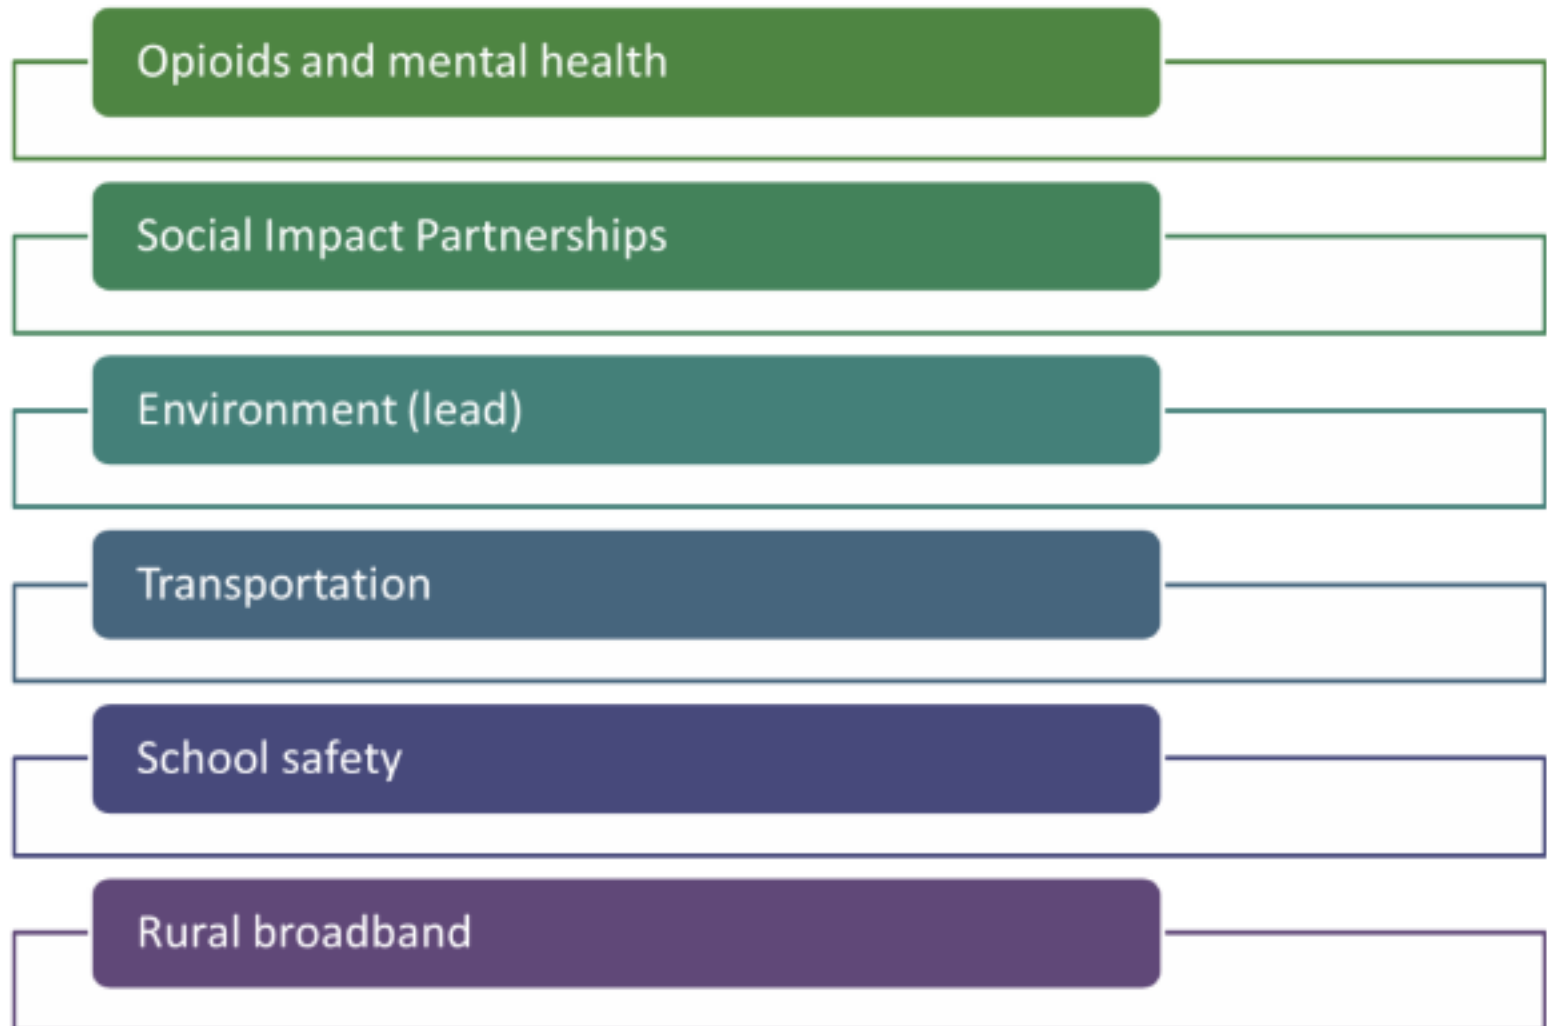 Opioids and mental health
Social Impact Partnerships
Environment (lead)
Transportation
School safety
Rural broadband